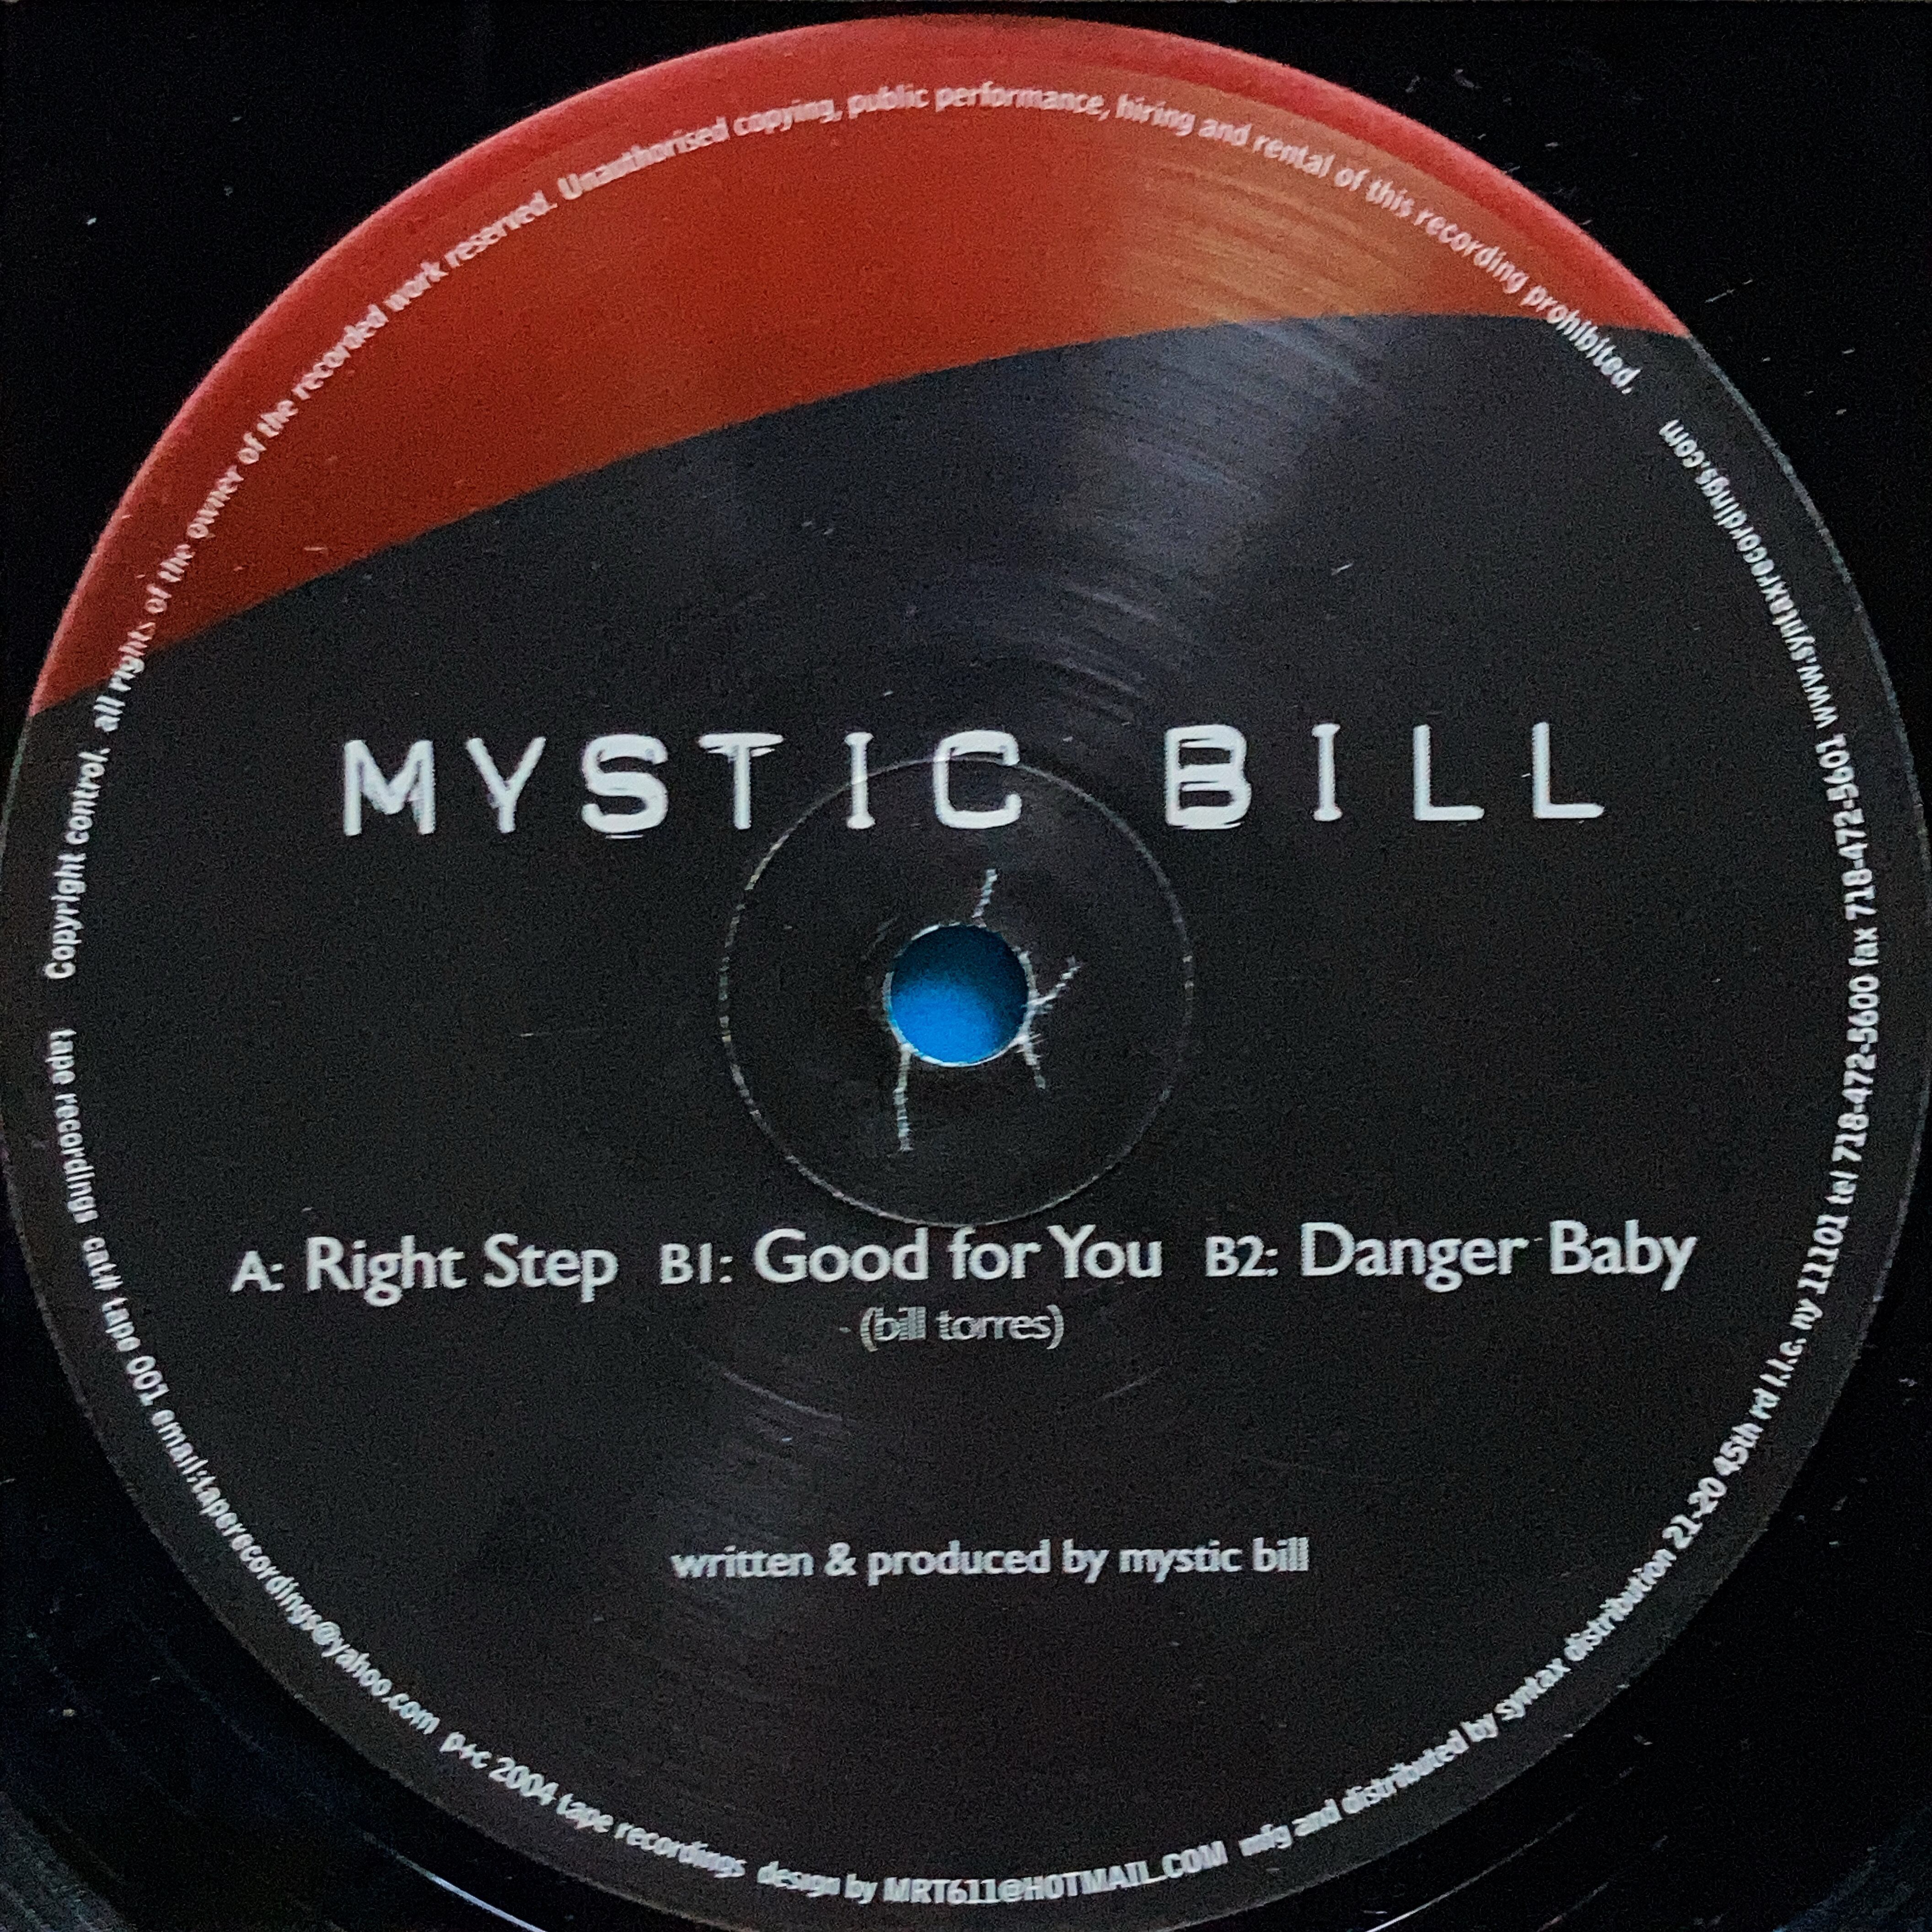 Copyright control. all rights of the owner of the recorded work reserved. Unauthorised copying, public performance, hiring and rental of this recording prohibited.
MYSTIC BILL
A: Right Step B1: Good for You B2: Danger Baby
(bill torres)
written & produced by mystic bill
tape recordings cat# tape 001 email:taperecordings@yahoo.com p+c 2004 tape recordings design by MRT611@HOTMAIL.COM mfg and distributed by syntax distribution 21-20 45th rd l.i.c. ny 11101 tel 718-472-5600 fax 718-472-5601 www.syntaxrecordings.com